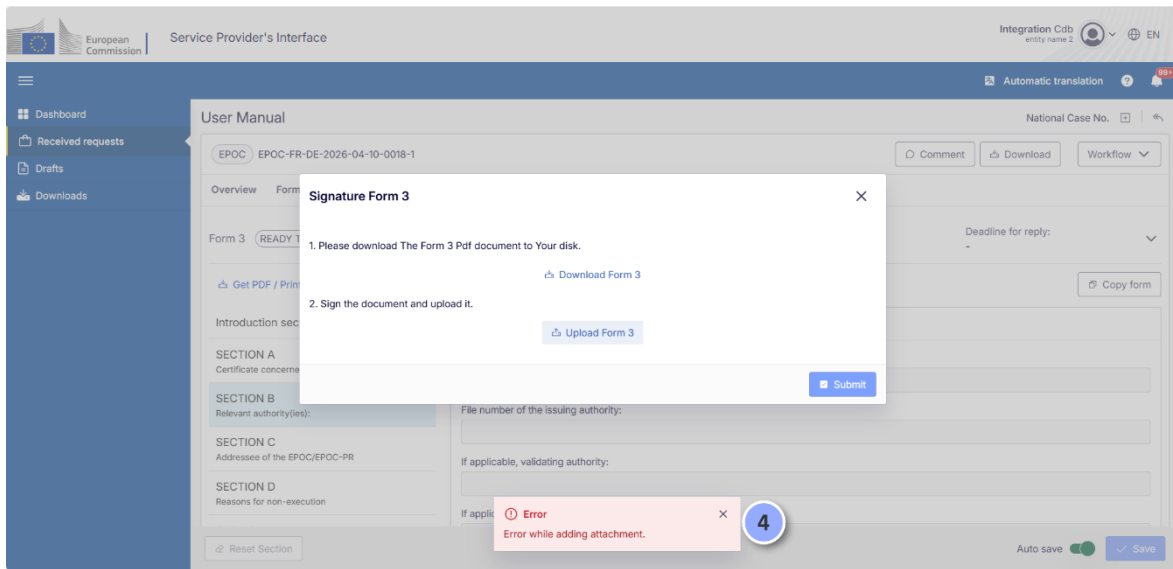 European
Commission
Service Provider's Interface
Integration Cdb
entity name 2
EN
Automatic translation
99+
Dashboard
Received requests
Drafts
Downloads
User Manual
National Case No.
EPOC EPOC-FR-DE-2026-04-10-0018-1
Comment
Download
Workflow
Overview Form
Signature Form 3
Form 3 READY T
Deadline for reply:
-
1. Please download The Form 3 Pdf document to Your disk.
Download Form 3
Get PDF / Prin
Copy form
2. Sign the document and upload it.
Upload Form 3
Introduction sec
SECTION A
Certificate concerne
Submit
SECTION B
Relevant authority(ies):
File number of the issuing authority:
SECTION C
Addressee of the EPOC/EPOC-PR
If applicable, validating authority:
SECTION D
Reasons for non-execution
If applic
Error
Error while adding attachment.
4
Reset Section
Auto save
Save